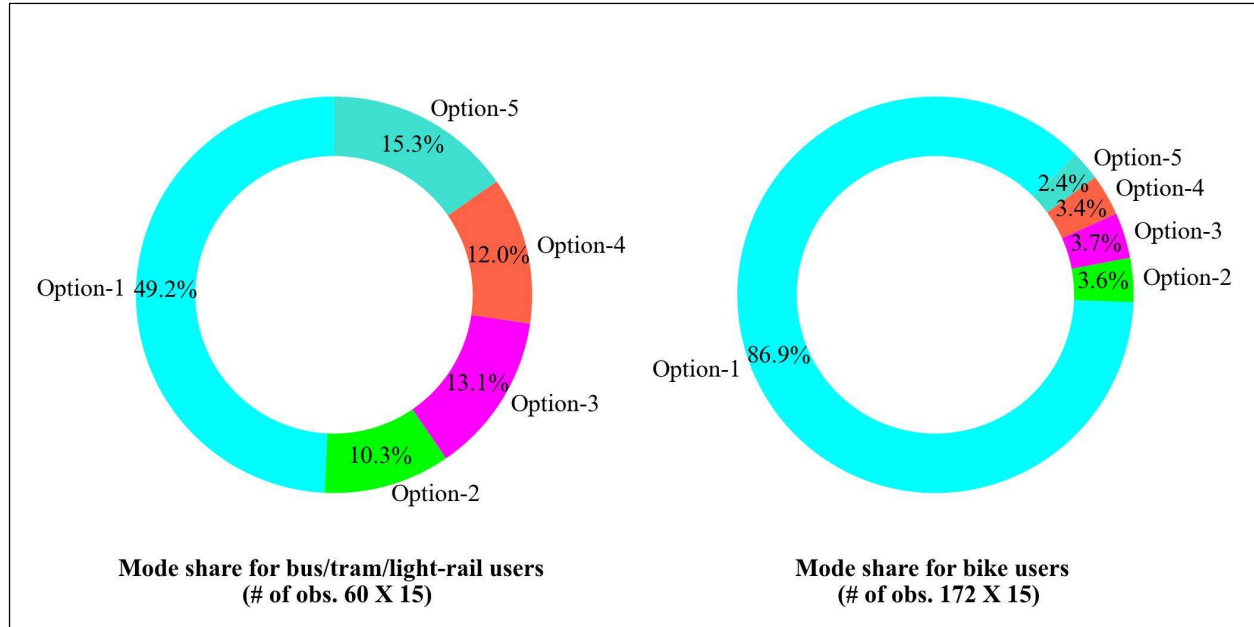 Option-5
15.3%
Option-4
12.0%
Option-1
49.2%
Option-3
13.1%
Option-2
10.3%
Mode share for bus/tram/light-rail users
(# of obs. 60 X 15)
Option-5
2.4%
Option-4
3.4%
Option-3
3.7%
Option-2
3.6%
Option-1
86.9%
Mode share for bike users
(# of obs. 172 X 15)